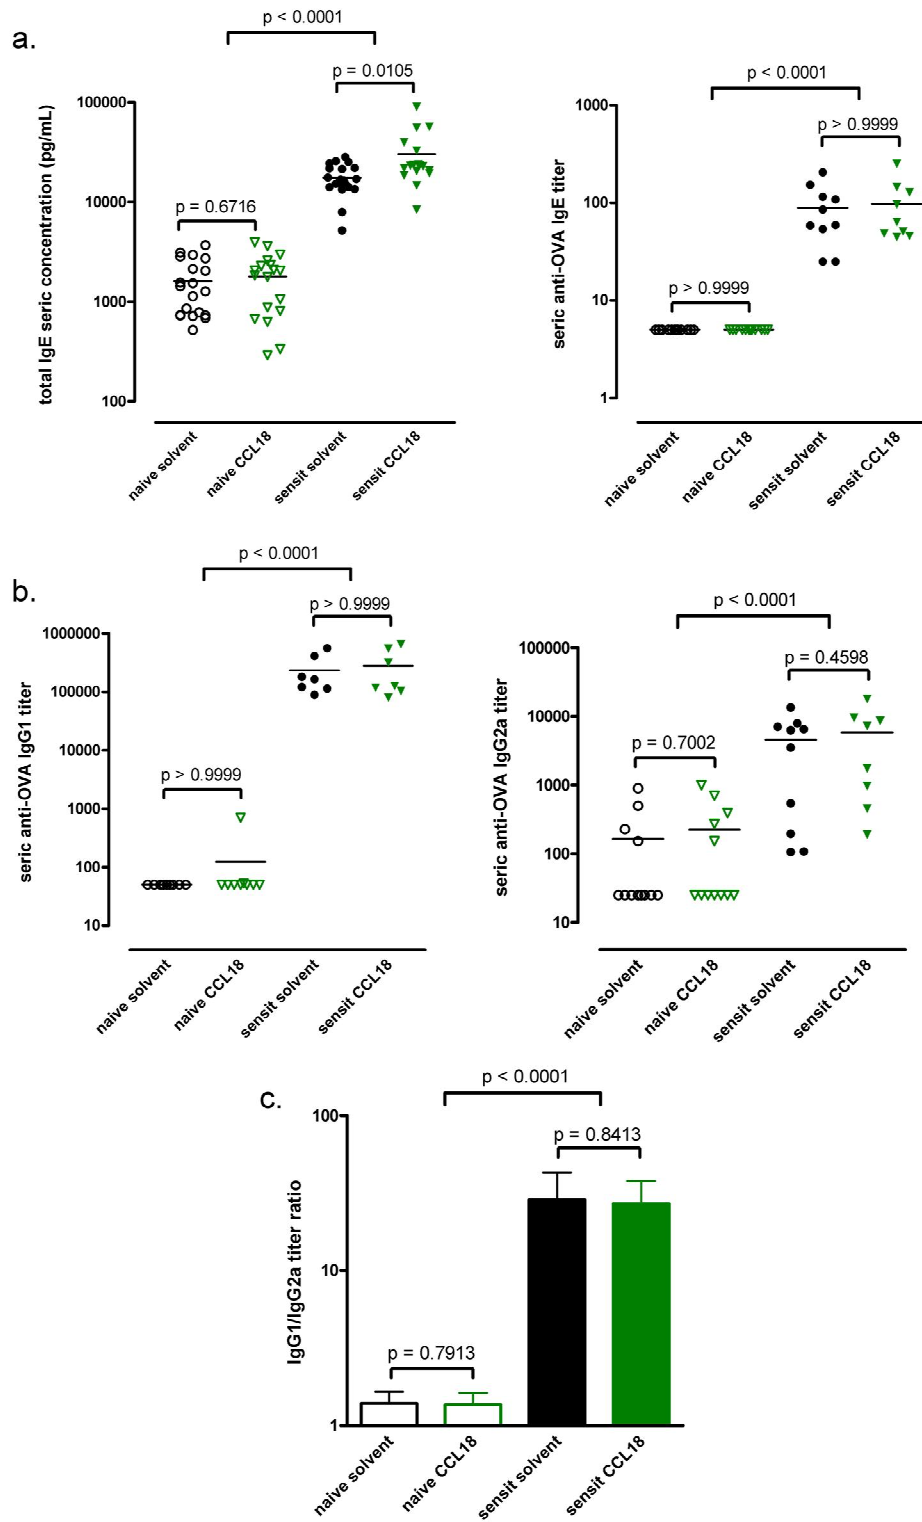 a.
p < 0.0001
p = 0.0105
p = 0.6716
total IgE seric concentration (pg/mL)
100000
10000
1000
100
naive solvent
naive CCL18
sensit solvent
sensit CCL18
p < 0.0001
p > 0.9999
p > 0.9999
seric anti-OVA IgE titer
1000
100
10
1
naive solvent
naive CCL18
sensit solvent
sensit CCL18
b.
p < 0.0001
p > 0.9999
p > 0.9999
seric anti-OVA IgG1 titer
1000000
100000
10000
1000
100
10
naive solvent
naive CCL18
sensit solvent
sensit CCL18
p < 0.0001
p = 0.4598
p = 0.7002
seric anti-OVA IgG2a titer
100000
10000
1000
100
10
naive solvent
naive CCL18
sensit solvent
sensit CCL18
c.
p < 0.0001
p = 0.8413
p = 0.7913
IgG1/IgG2a titer ratio
100
10
1
naive solvent
naive CCL18
sensit solvent
sensit CCL18